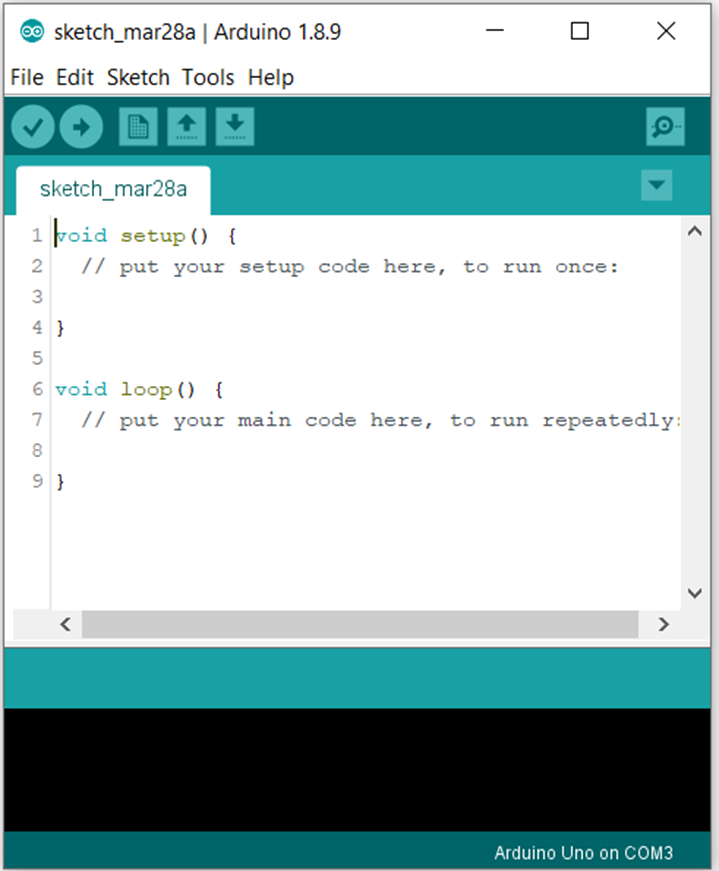 sketch_mar28a | Arduino 1.8.9
File Edit Sketch Tools Help
sketch_mar28a
1 void setup() {
2   // put your setup code here, to run once:
3
4 }
5
6 void loop() {
7   // put your main code here, to run repeatedly:
8
9 }
Arduino Uno on COM3